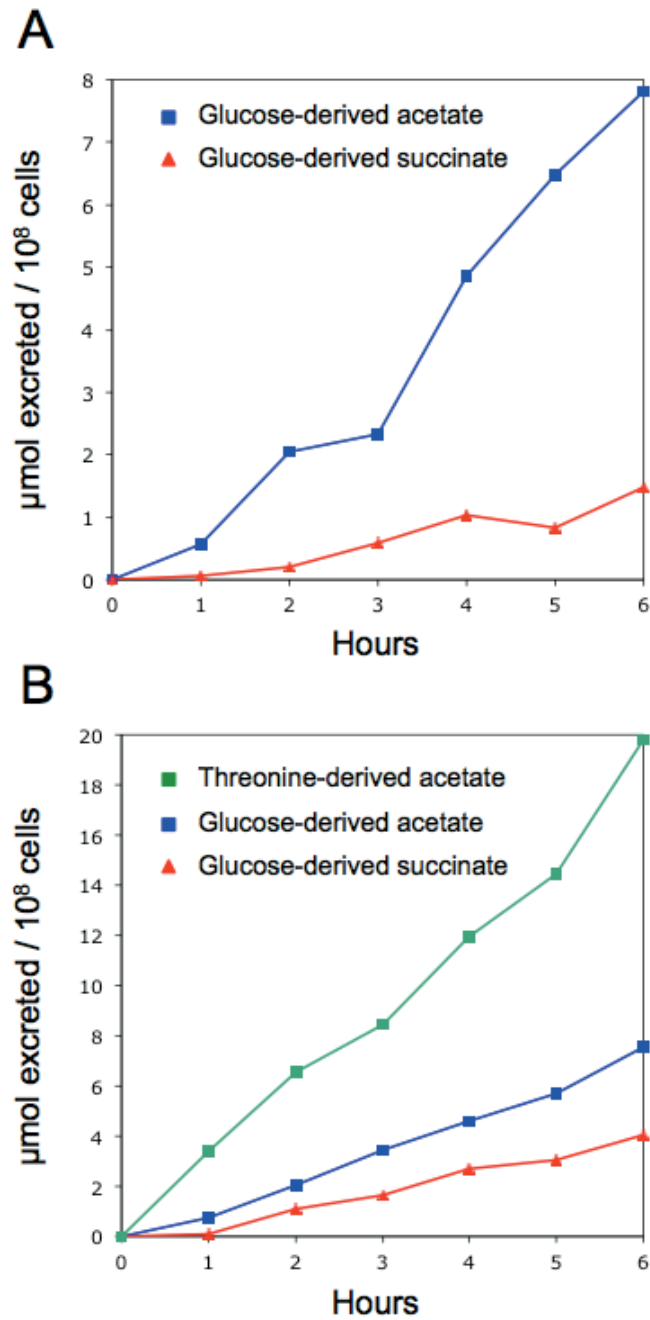 A
8
7
6
5
4
3
2
1
0
Glucose-derived acetate
Glucose-derived succinate
µmol excreted / 10⁸ cells
0 1 2 3 4 5 6
Hours
B
20
18
16
14
12
10
8
6
4
2
0
Threonine-derived acetate
Glucose-derived acetate
Glucose-derived succinate
µmol excreted / 10⁸ cells
0 1 2 3 4 5 6
Hours